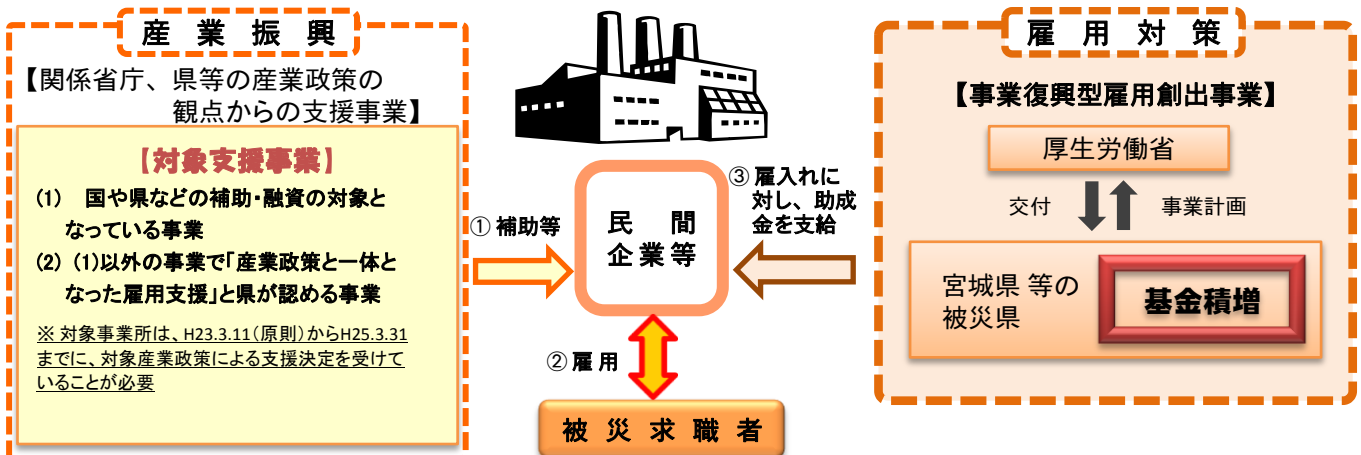 産業振興
【関係省庁、県等の産業政策の
観点からの支援事業】
【対象支援事業】
(1) 国や県などの補助・融資の対象と
なっている事業
(2) (1)以外の事業で「産業政策と一体と
なった雇用支援」と県が認める事業
※ 対象事業所は、H23.3.11(原則)からH25.3.31
までに、対象産業政策による支援決定を受けて
いることが必要
① 補助等
民間
企業等
② 雇用
被災求職者
③ 雇入れに
対し、助成
金を支給
雇用対策
【事業復興型雇用創出事業】
厚生労働省
交付
事業計画
宮城県 等の
被災県
基金積増